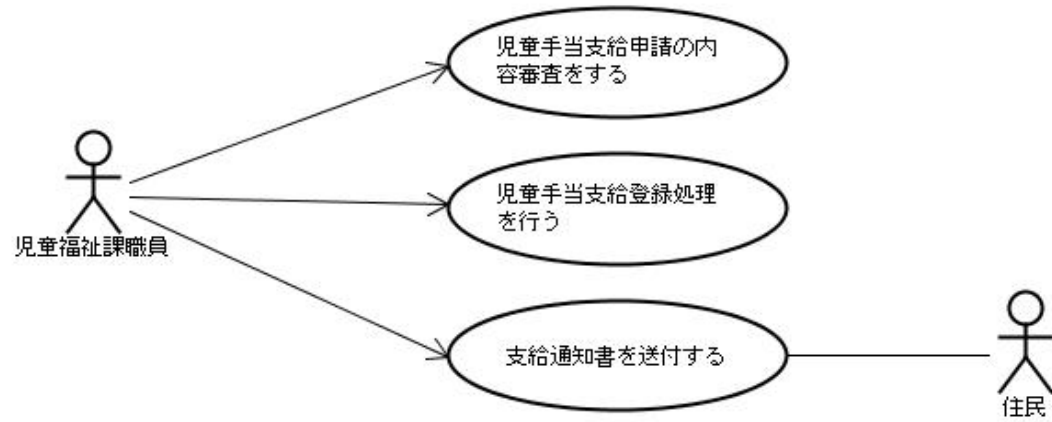 児童手当支給申請の内
容審査をする
児童手当支給登録処理
を行う
児童福祉課職員
支給通知書を送付する
住民